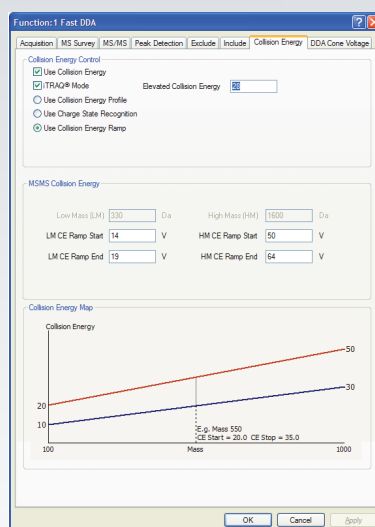 Function:1 Fast DDA
Acquisition MS Survey MS/MS Peak Detection Exclude Include Collision Energy DDA Cone Voltage
Collision Energy Control
Use Collision Energy
iTRAQ® Mode Elevated Collision Energy 28
Use Collision Energy Profile
Use Charge State Recognition
Use Collision Energy Ramp
MSMS Collision Energy
Low Mass (LM) 330 Da High Mass (HM) 1600 Da
LM CE Ramp Start 14 V HM CE Ramp Start 50 V
LM CE Ramp End 19 V HM CE Ramp End 64 V
Collision Energy Map
Collision Energy
50
30
20
10
E.g. Mass 550
CE Start = 20.0 CE Stop = 35.0
100 Mass 1000
OK Cancel Apply